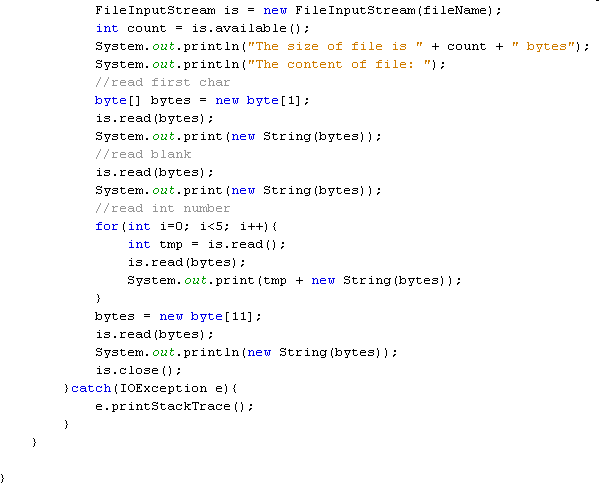 FileInputStream is = new FileInputStream(fileName);
int count = is.available();
System.out.println("The size of file is " + count + " bytes");
System.out.println("The content of file: ");
//read first char
byte[] bytes = new byte[1];
is.read(bytes);
System.out.print(new String(bytes));
//read blank
is.read(bytes);
System.out.print(new String(bytes));
//read int number
for(int i=0; i<5; i++){
int tmp = is.read();
is.read(bytes);
System.out.print(tmp + new String(bytes));
}
bytes = new byte[11];
is.read(bytes);
System.out.println(new String(bytes));
is.close();
}catch(IOException e){
e.printStackTrace();
}
}
}